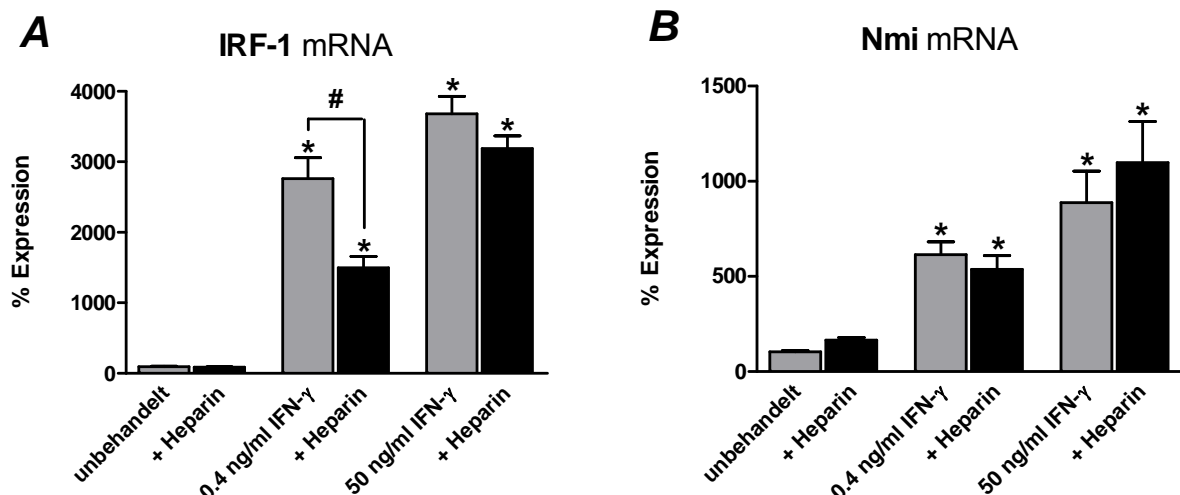 A
IRF-1 mRNA
% Expression
4000
3000
2000
1000
0
*
#
*
*
*
unbehandelt
+ Heparin
0.4 ng/ml IFN-γ
+ Heparin
50 ng/ml IFN-γ
+ Heparin
B
Nmi mRNA
% Expression
1500
1000
500
0
*
*
*
*
unbehandelt
+ Heparin
0.4 ng/ml IFN-γ
+ Heparin
50 ng/ml IFN-γ
+ Heparin